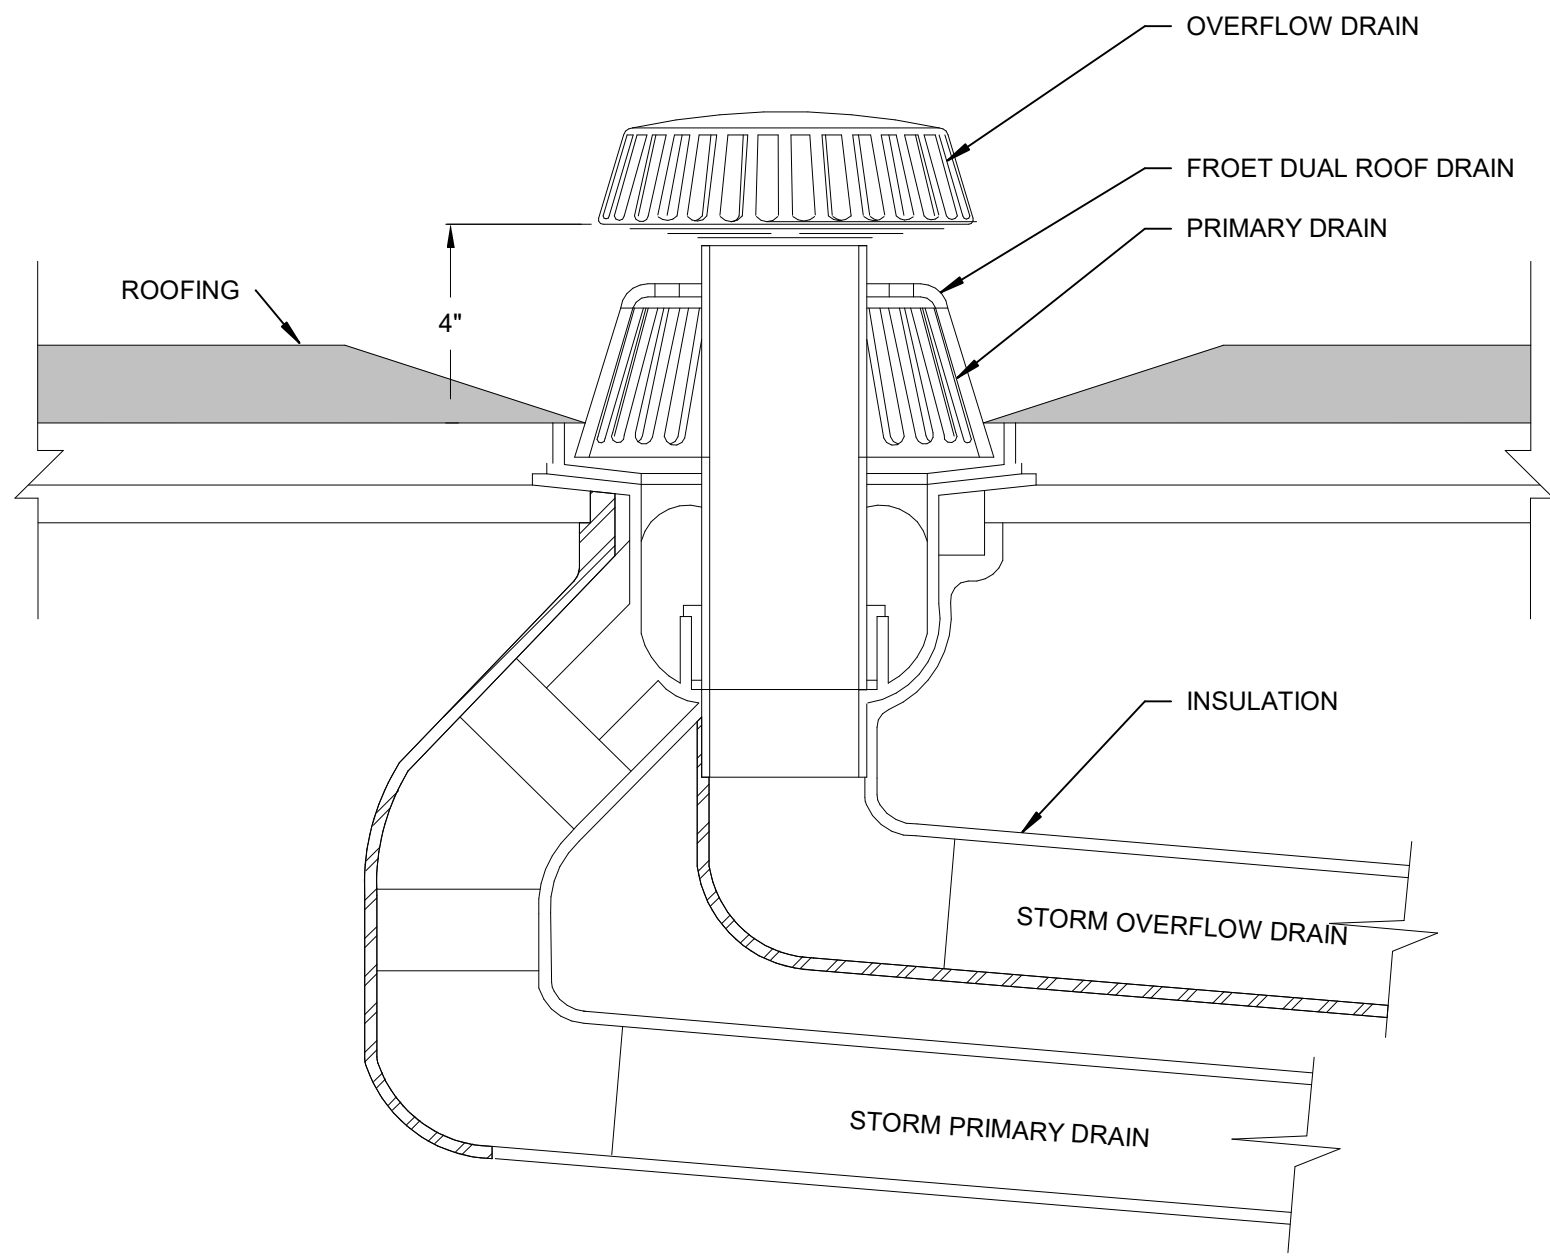 OVERFLOW DRAIN
FROET DUAL ROOF DRAIN
PRIMARY DRAIN
ROOFING
4"
INSULATION
STORM OVERFLOW DRAIN
STORM PRIMARY DRAIN